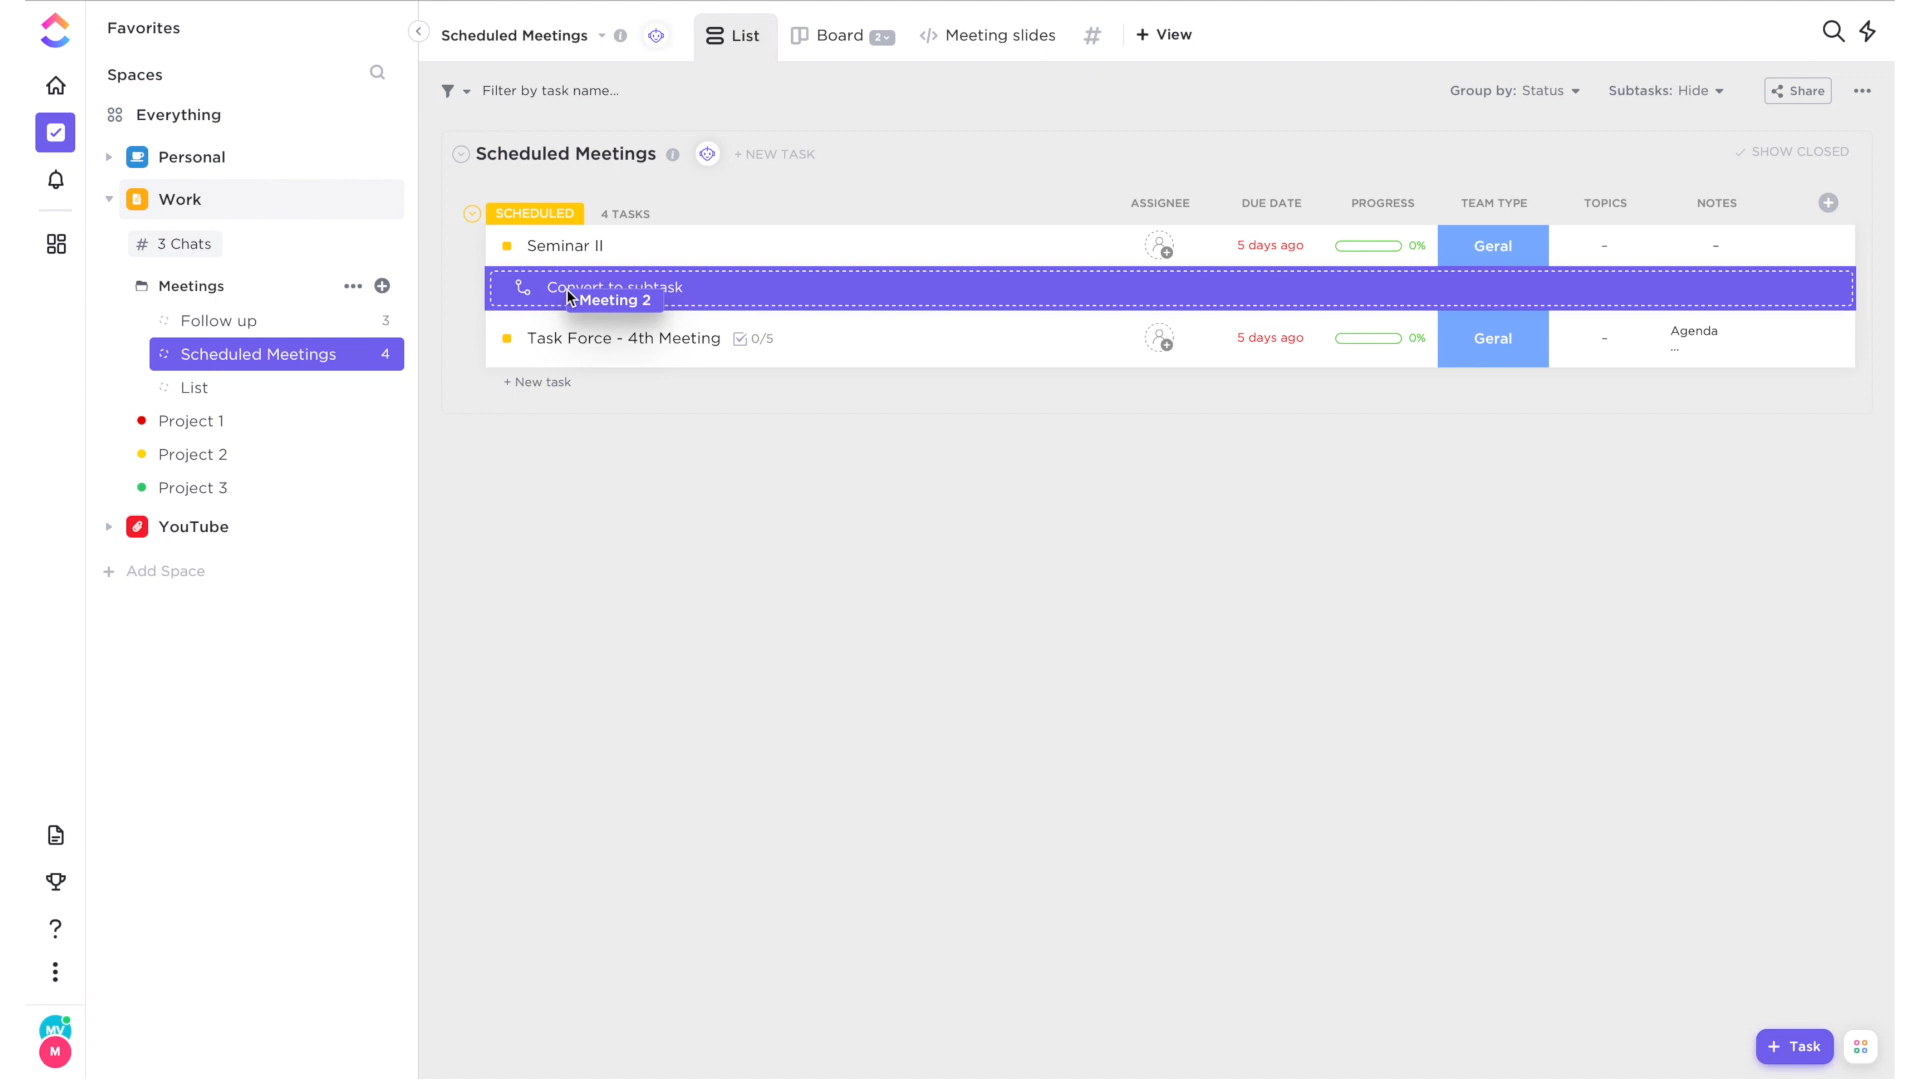 Favorites
Spaces
Everything
Personal
Work
# 3 Chats
Meetings
Follow up 3
Scheduled Meetings 4
List
Project 1
Project 2
Project 3
YouTube
+ Add Space
MV
M
Scheduled Meetings
List
Board 2
</> Meeting slides
#
+ View
Filter by task name...
Group by: Status
Subtasks: Hide
Share
Scheduled Meetings
+ NEW TASK
SHOW CLOSED
SCHEDULED
4 TASKS
ASSIGNEE DUE DATE PROGRESS TEAM TYPE TOPICS NOTES
Seminar II 5 days ago 0% Geral – –
Convert to subtask
Meeting 2
Task Force - 4th Meeting 0/5 5 days ago 0% Geral – Agenda
...
+ New task
+ Task